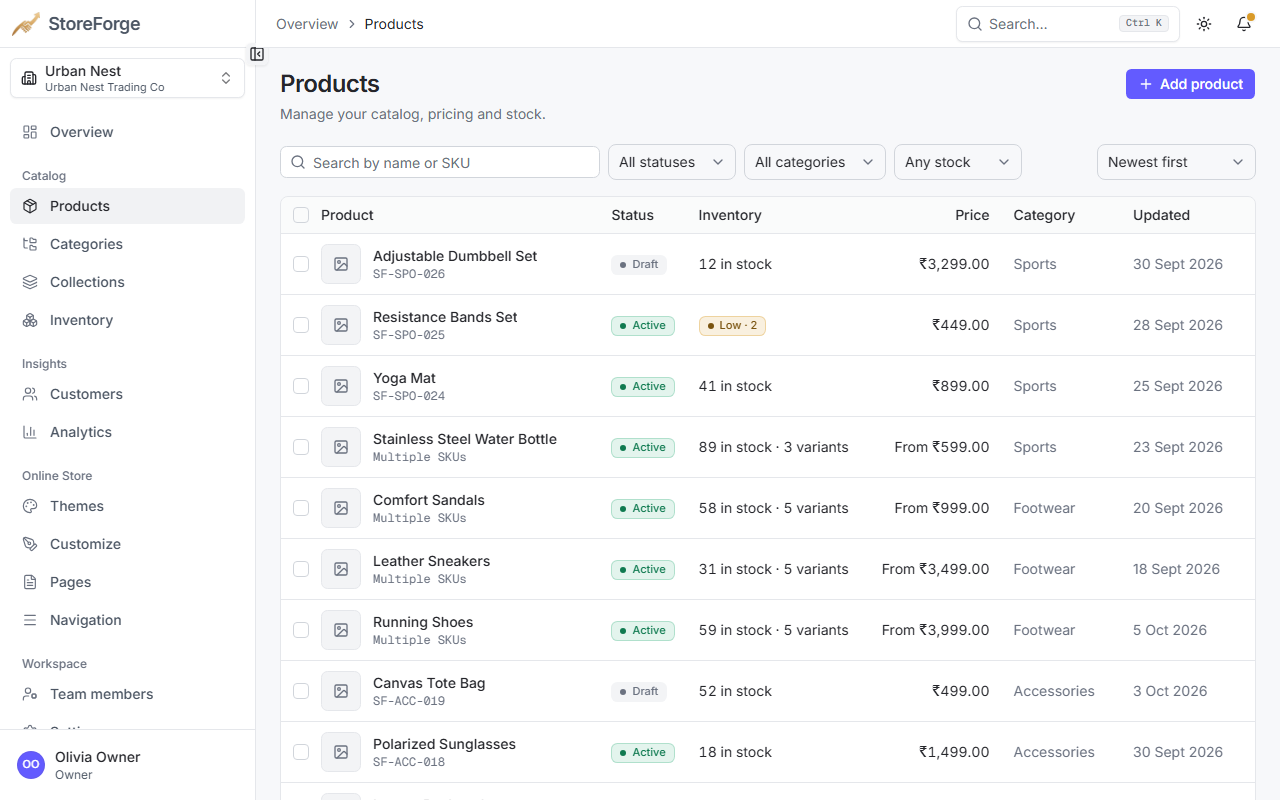 StoreForge
Overview > Products
Search... Ctrl K
Urban Nest
Urban Nest Trading Co
Overview
Catalog
Products
Categories
Collections
Inventory
Insights
Customers
Analytics
Online Store
Themes
Customize
Pages
Navigation
Workspace
Team members
OO Olivia Owner
Owner
Products
Add product
Manage your catalog, pricing and stock.
Search by name or SKU All statuses All categories Any stock Newest first
Product Status Inventory Price Category Updated
Adjustable Dumbbell Set
SF-SPO-026
Draft 12 in stock ₹3,299.00 Sports 30 Sept 2026
Resistance Bands Set
SF-SPO-025
Active Low · 2 ₹449.00 Sports 28 Sept 2026
Yoga Mat
SF-SPO-024
Active 41 in stock ₹899.00 Sports 25 Sept 2026
Stainless Steel Water Bottle
Multiple SKUs
Active 89 in stock · 3 variants From ₹599.00 Sports 23 Sept 2026
Comfort Sandals
Multiple SKUs
Active 58 in stock · 5 variants From ₹999.00 Footwear 20 Sept 2026
Leather Sneakers
Multiple SKUs
Active 31 in stock · 5 variants From ₹3,499.00 Footwear 18 Sept 2026
Running Shoes
Multiple SKUs
Active 59 in stock · 5 variants From ₹3,999.00 Footwear 5 Oct 2026
Canvas Tote Bag
SF-ACC-019
Draft 52 in stock ₹499.00 Accessories 3 Oct 2026
Polarized Sunglasses
SF-ACC-018
Active 18 in stock ₹1,499.00 Accessories 30 Sept 2026